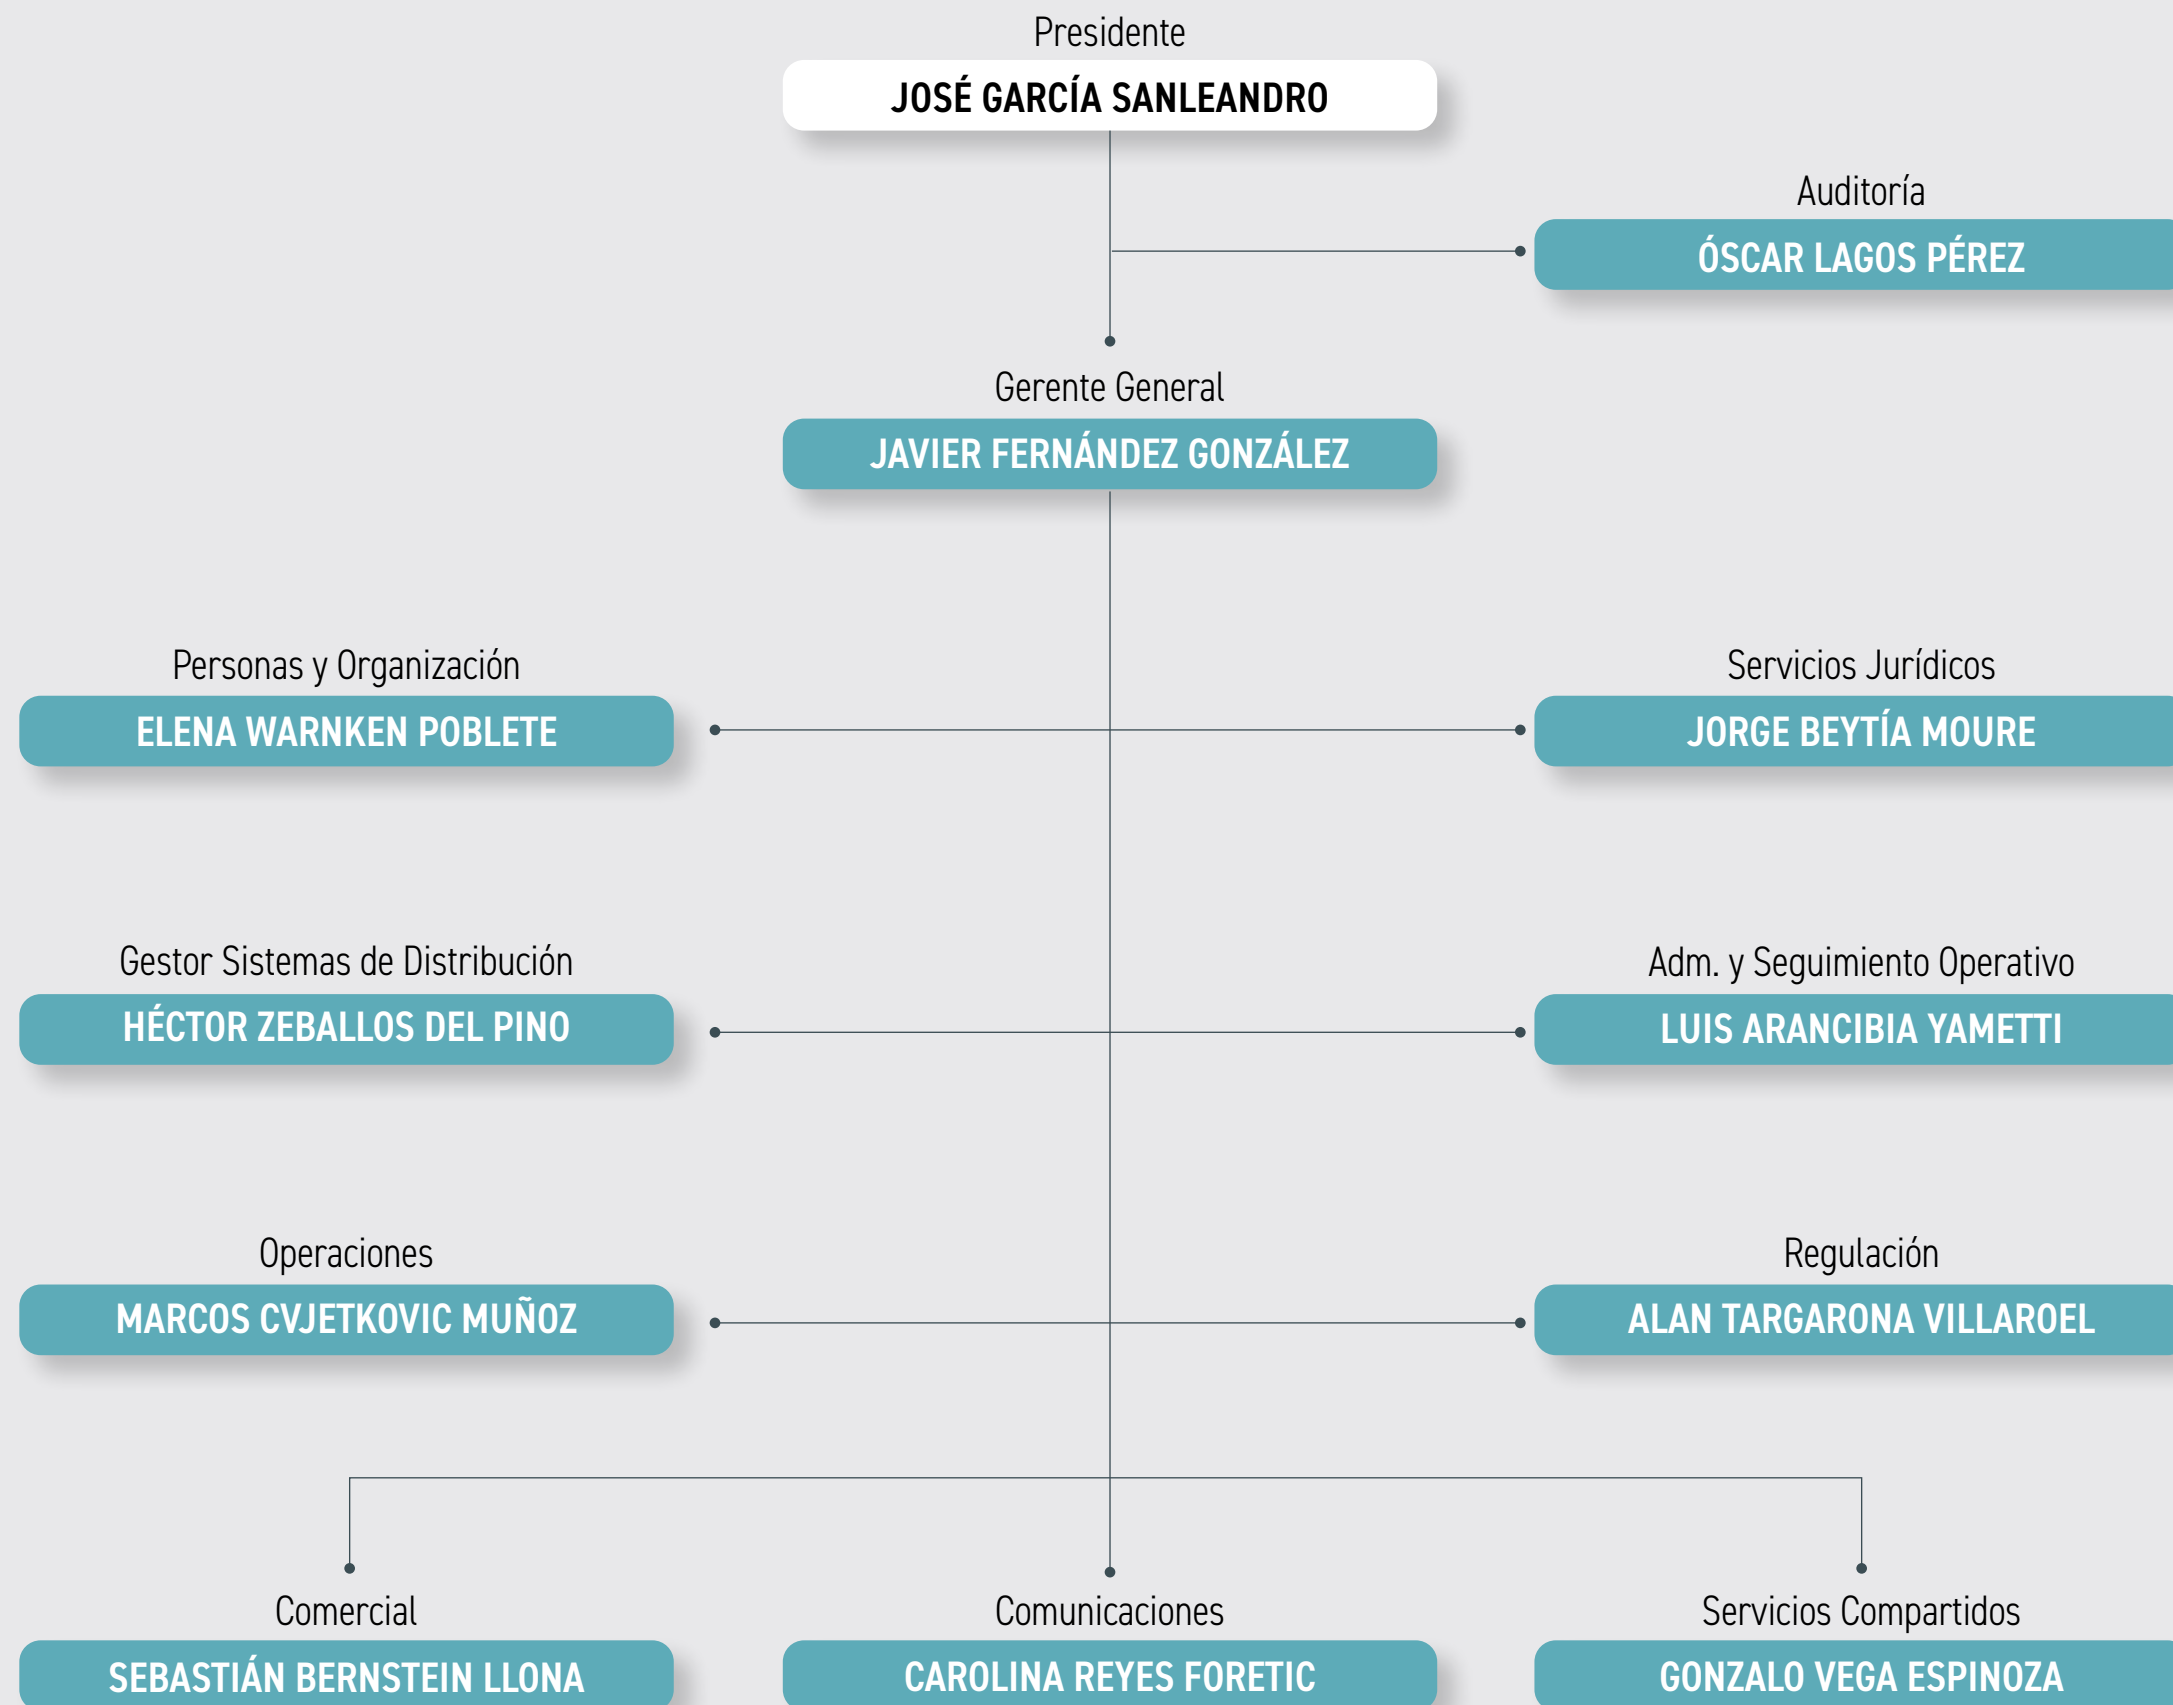 Presidente
JOSÉ GARCÍA SANLEANDRO
Auditoría
ÓSCAR LAGOS PÉREZ
Gerente General
JAVIER FERNÁNDEZ GONZÁLEZ
Personas y Organización
ELENA WARNKEN POBLETE
Servicios Jurídicos
JORGE BEYTÍA MOURE
Gestor Sistemas de Distribución
HÉCTOR ZEBALLOS DEL PINO
Adm. y Seguimiento Operativo
LUIS ARANCIBIA YAMETTI
Operaciones
MARCOS CVJETKOVIC MUÑOZ
Regulación
ALAN TARGARONA VILLAROEL
Comercial
SEBASTIÁN BERNSTEIN LLONA
Comunicaciones
CAROLINA REYES FORETIC
Servicios Compartidos
GONZALO VEGA ESPINOZA